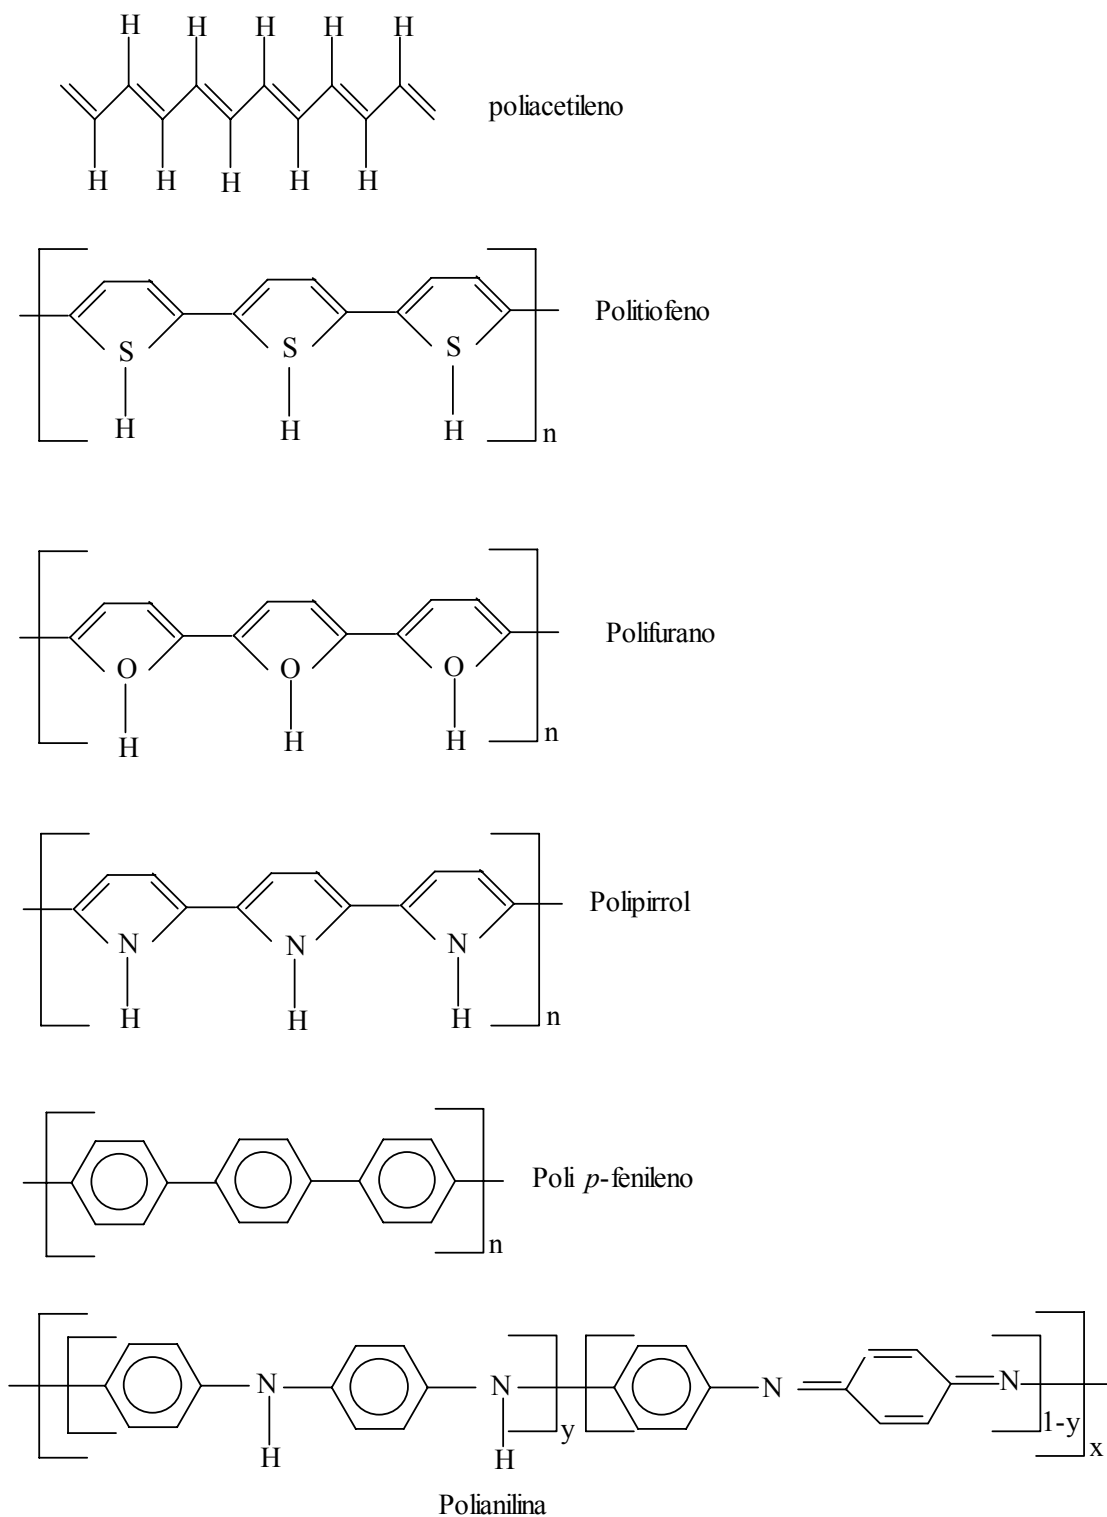 H H H H H
poliacetileno
H H H H H
Politiofeno
S S S
H H H
n
Polifurano
O O O
H H H
n
Polipirrol
N N N
H H H
n
Poli p-fenileno
n
N N N N
H H
y 1-y x
Polianilina